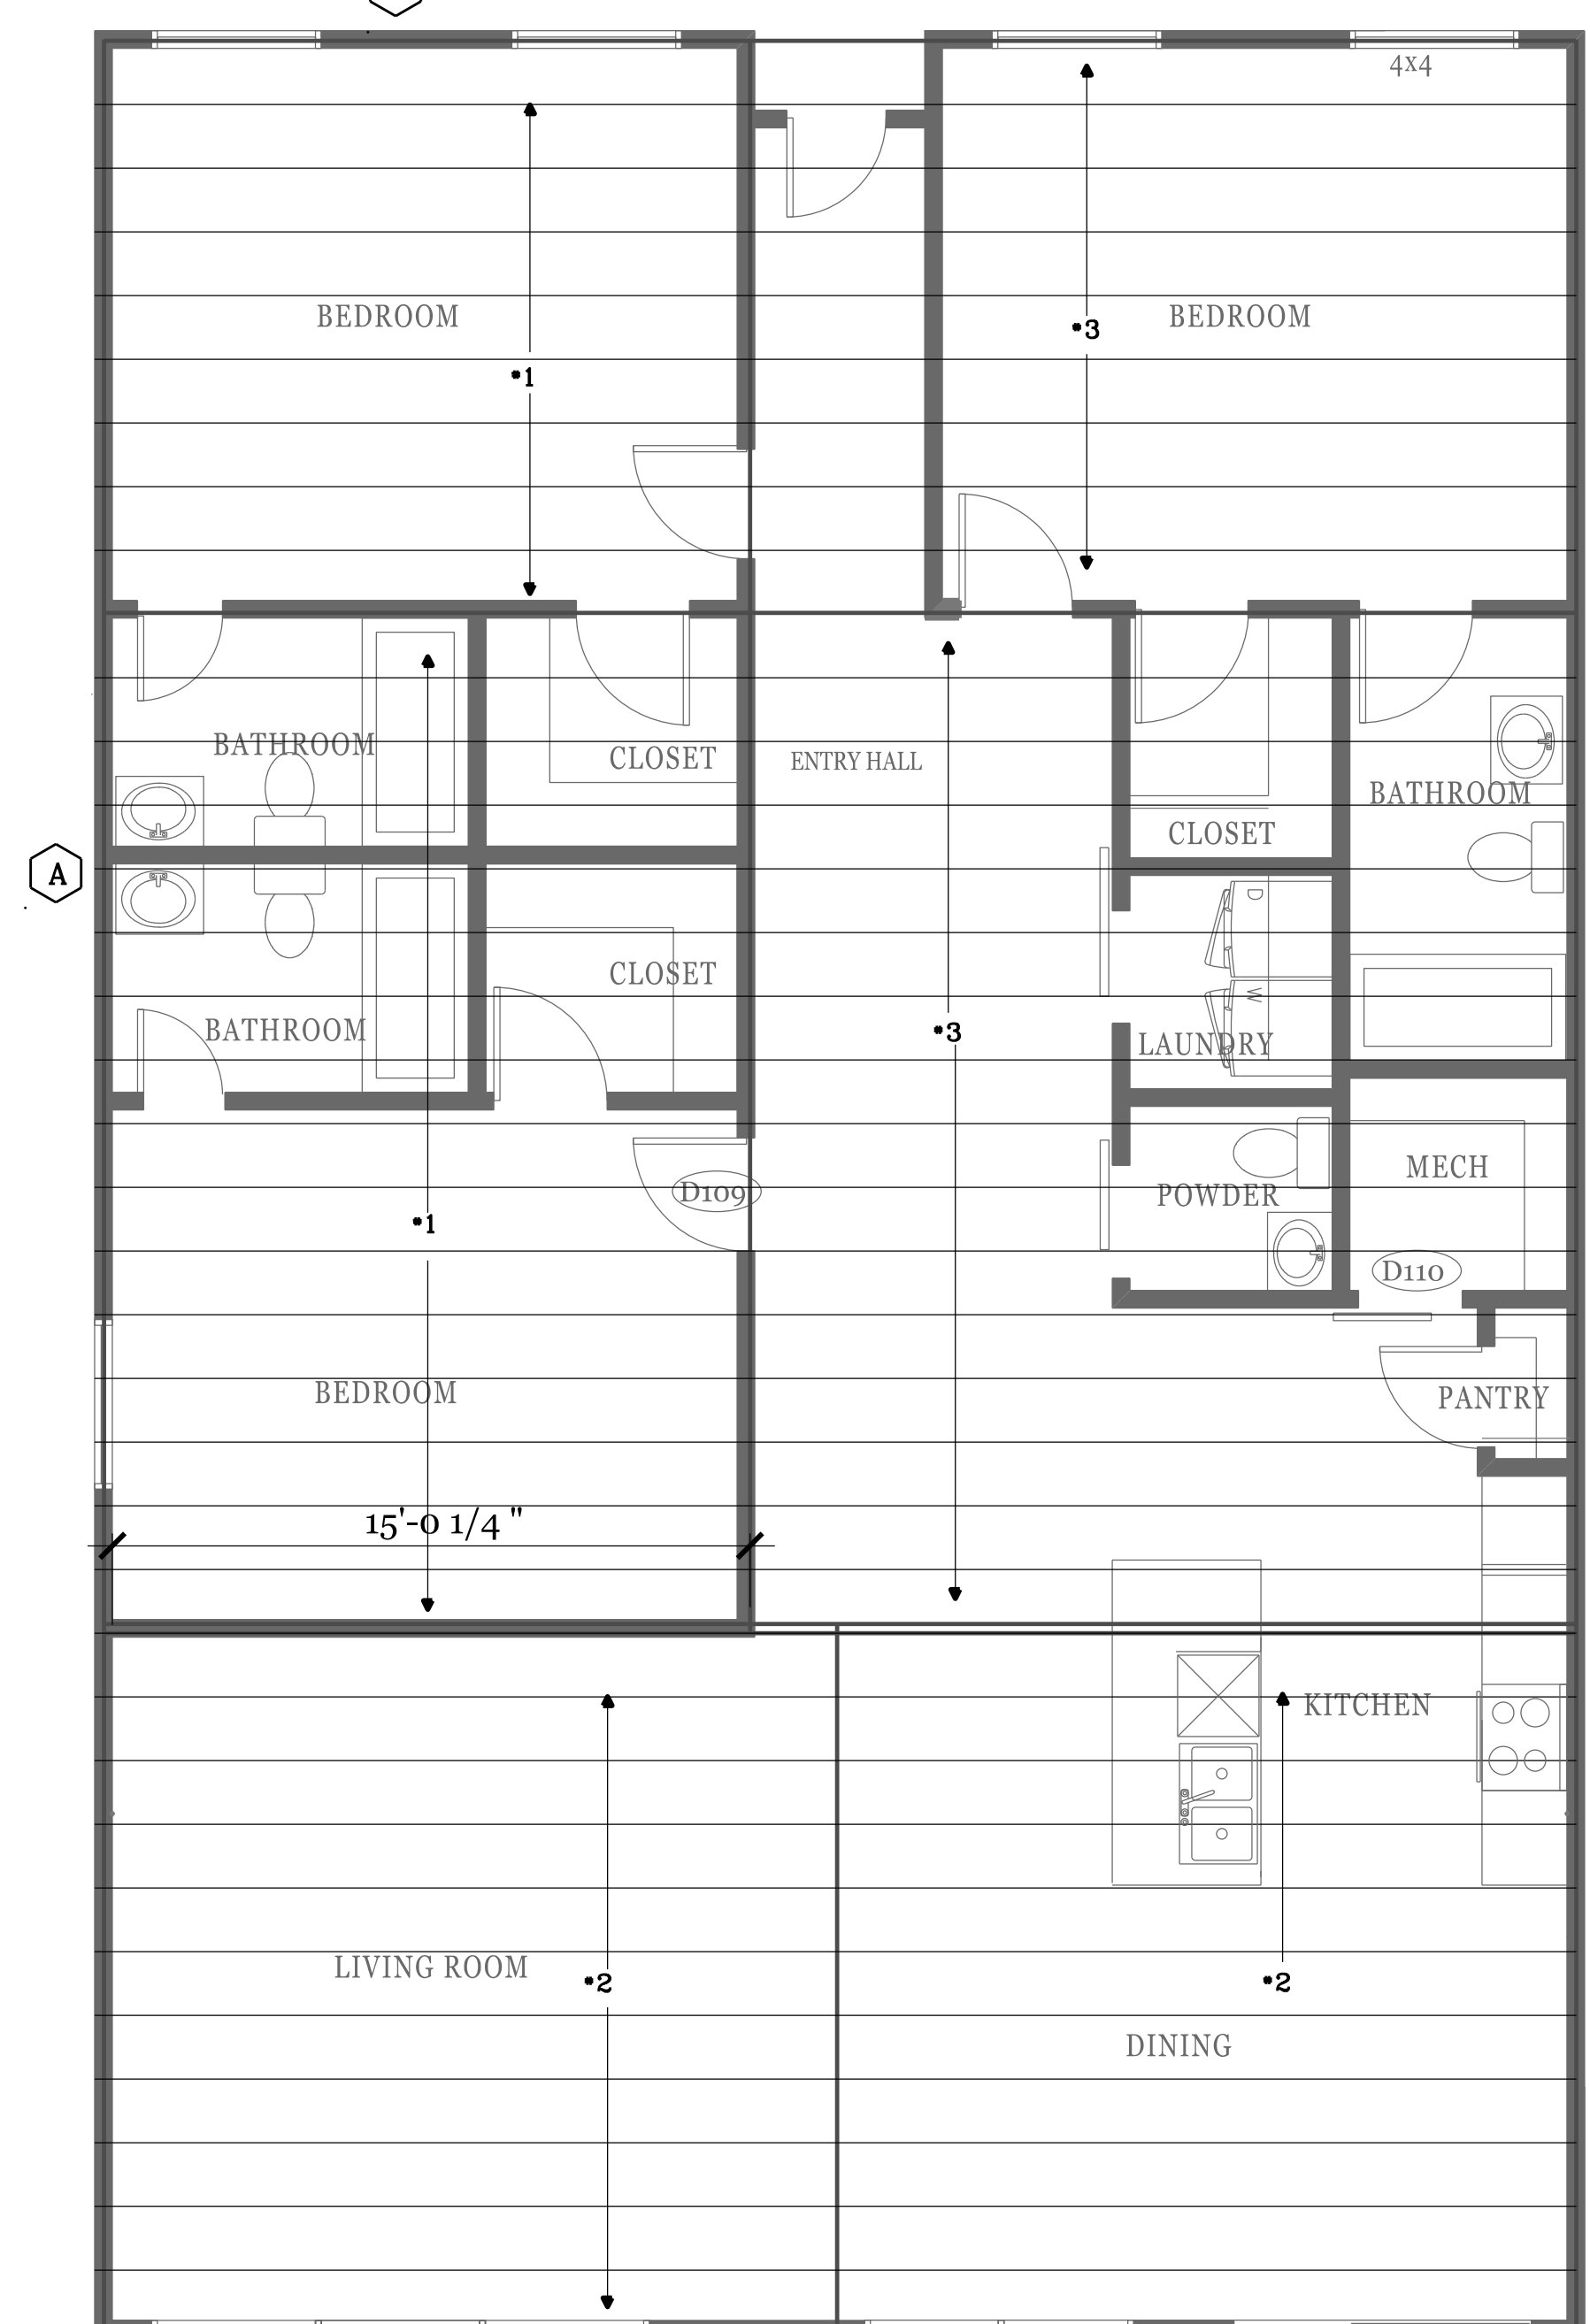 4x4
BEDROOM
BEDROOM
*3
*1
BATHROOM
CLOSET
ENTRY HALL
BATHROOM
CLOSET
A
CLOSET
BATHROOM
*3
LAUNDRY
D
W
MECH
D109
POWDER
*1
D110
BEDROOM
PANTRY
15'-0 1/4 "
KITCHEN
LIVING ROOM
*2
*2
DINING